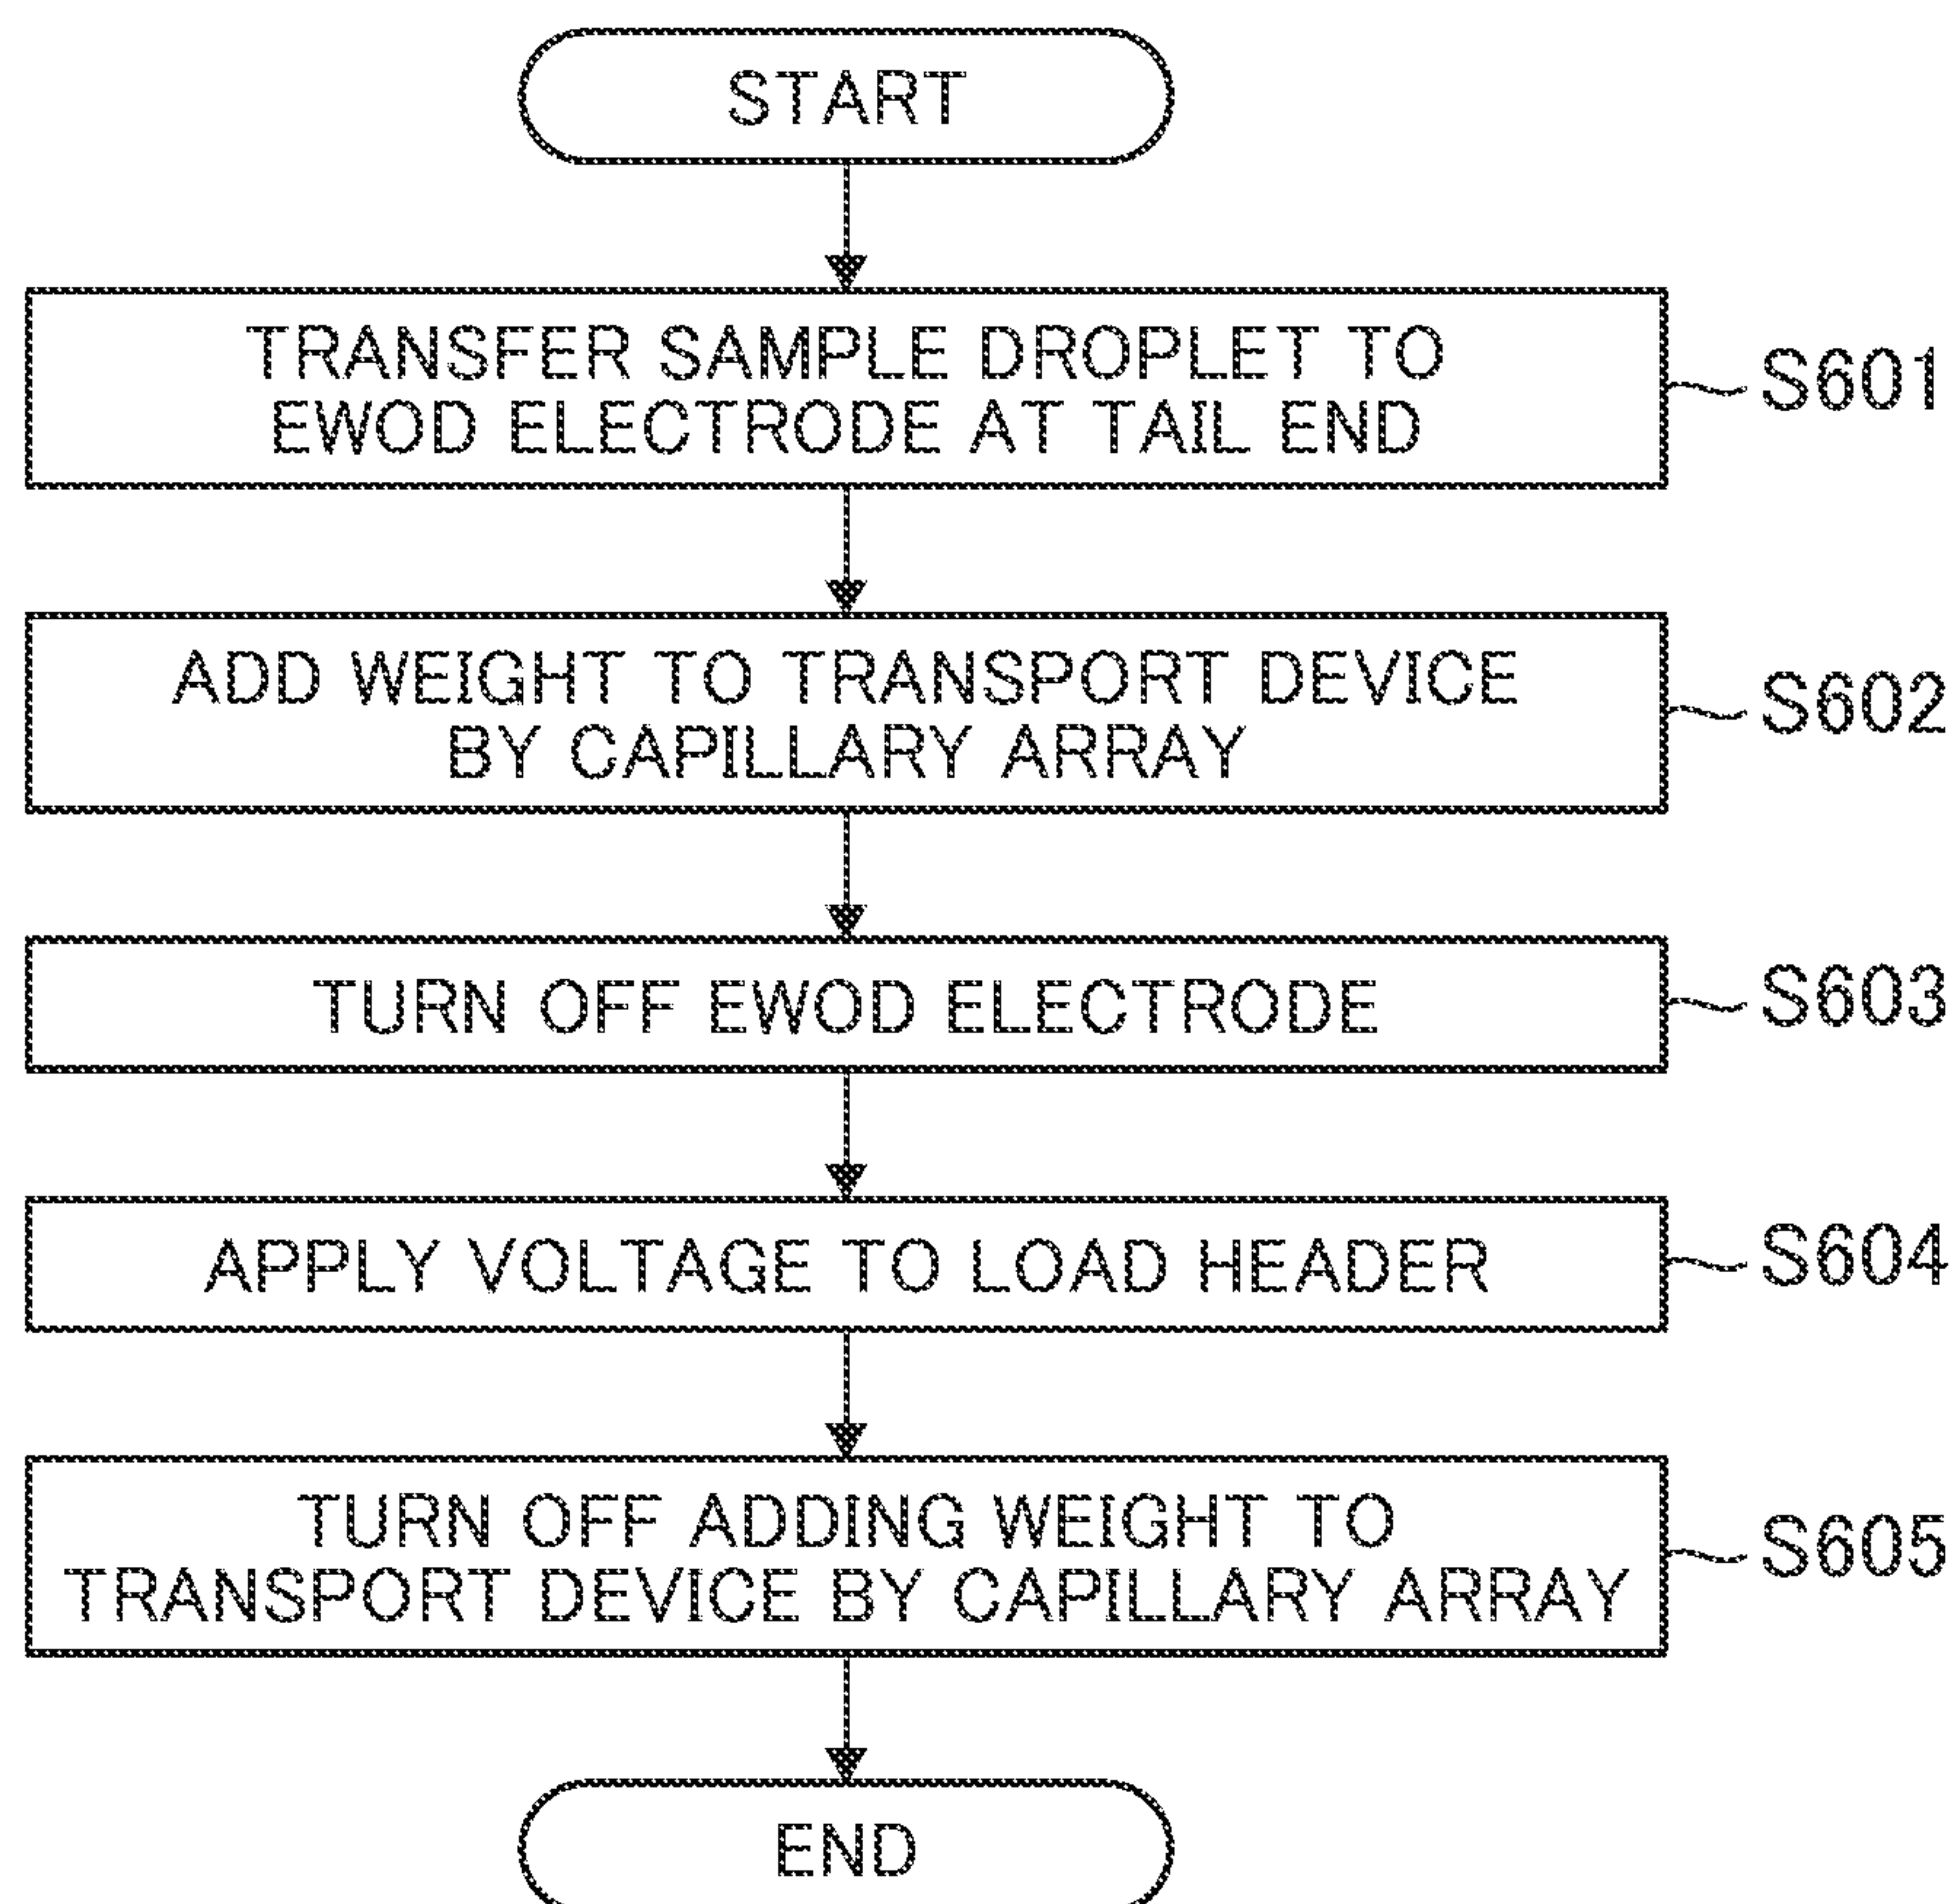 START
TRANSFER SAMPLE DROPLET TO
EWOD ELECTRODE AT TAIL END
S601
ADD WEIGHT TO TRANSPORT DEVICE
BY CAPILLARY ARRAY
S602
TURN OFF EWOD ELECTRODE
S603
APPLY VOLTAGE TO LOAD HEADER
S604
TURN OFF ADDING WEIGHT TO
TRANSPORT DEVICE BY CAPILLARY ARRAY
S605
END